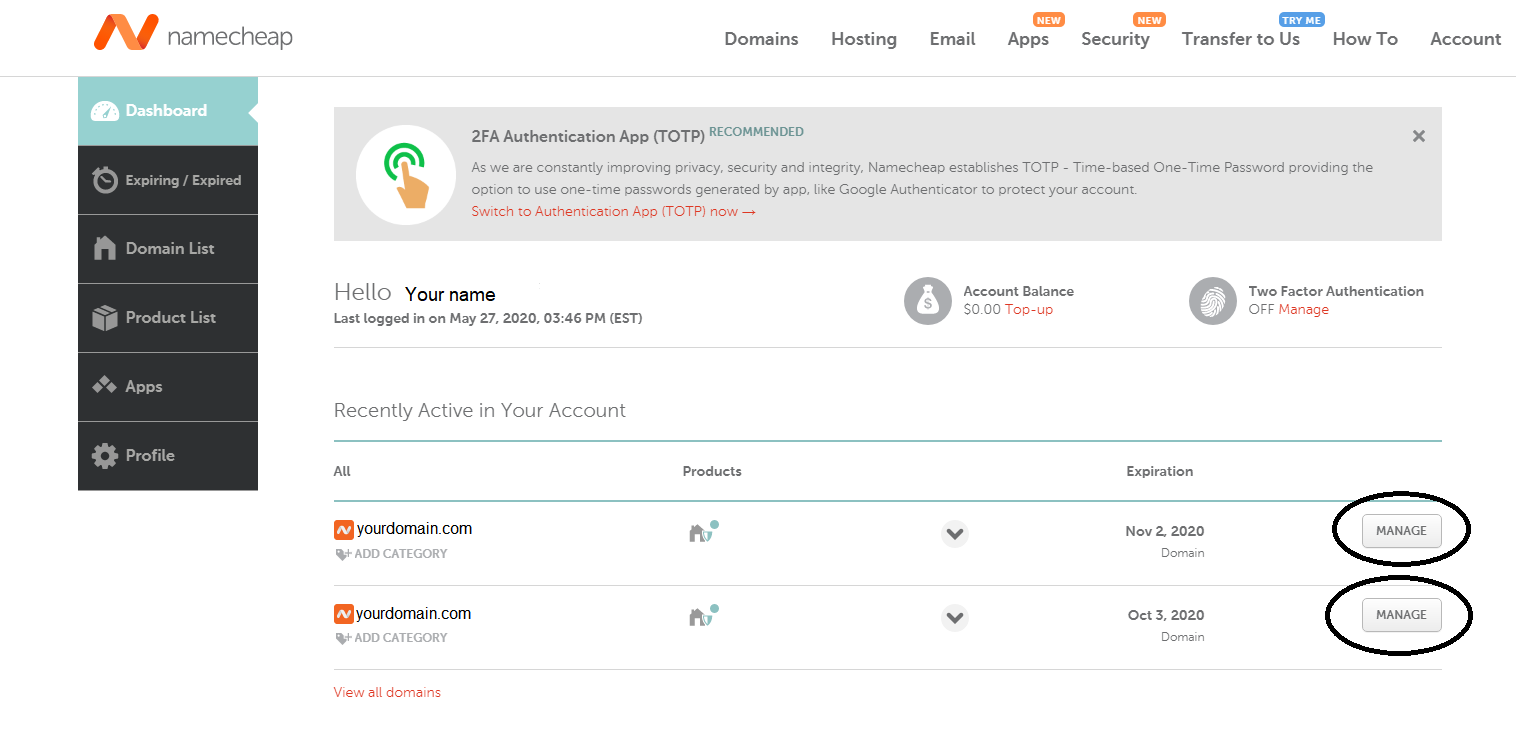 namecheap
NEW
NEW
TRY ME
Domains Hosting Email Apps Security Transfer to Us How To Account
Dashboard
Expiring / Expired
Domain List
Product List
Apps
Profile
2FA Authentication App (TOTP) RECOMMENDED
As we are constantly improving privacy, security and integrity, Namecheap establishes TOTP - Time-based One-Time Password providing the
option to use one-time passwords generated by app, like Google Authenticator to protect your account.
Switch to Authentication App (TOTP) now →
Hello Your name
Last logged in on May 27, 2020, 03:46 PM (EST)
$
Account Balance
$0.00 Top-up
Two Factor Authentication
OFF Manage
Recently Active in Your Account
All Products Expiration
yourdomain.com Nov 2, 2020 MANAGE
ADD CATEGORY Domain
yourdomain.com Oct 3, 2020 MANAGE
ADD CATEGORY Domain
View all domains